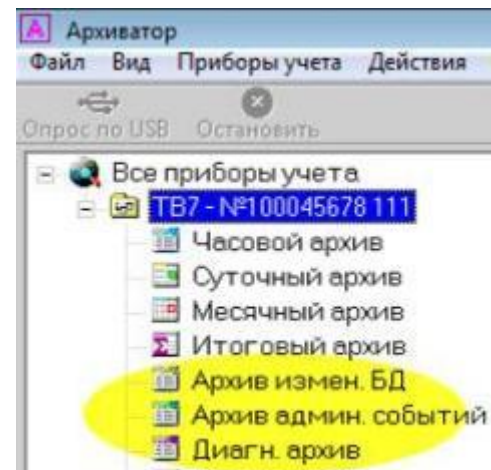 Архиватор
Файл Вид Приборы учета Действия
Опрос по USB Остановить
Все приборы учета
ТВ7 - №100045678 111
Часовой архив
Суточный архив
Месячный архив
Итоговый архив
Архив измен. БД
Архив админ. событий
Диагн. архив